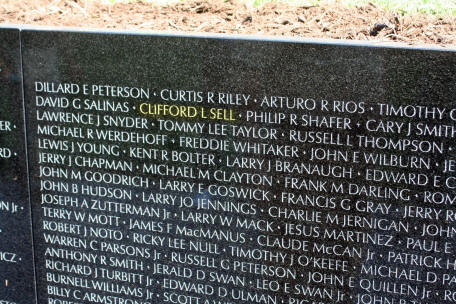 DILLARD E PETERSON · CURTIS R RILEY · ARTURO R RIOS · TIMOTHY
DAVID G SALINAS · CLIFFORD L SELL · PHILIP R SHAFER · CARY J SMITH
LAWRENCE J SNYDER · TOMMY LEE TAYLOR · RUSSELL L THOMPSON
MICHAEL R WERDEHOFF · FREDDIE WHITAKER · JOHN E WILBURN
LEWIS J YOUNG · KENT R BOLTER · LARRY J BRANAUGH · EDWARD
JERRY J CHAPMAN · MICHAEL M CLAYTON · FRANK M DARLING
JOHN M GOODRICH · LARRY E GOSWICK · FRANCIS G GRAY · JERRY
JOHN B HUDSON · LARRY JO JENNINGS · CHARLIE M JERNIGAN · JOHN
JOSEPH A ZUTTERMAN Jr · LARRY W MACK · JESUS MARTINEZ · PAUL E
TERRY W MOTT · JAMES F MacMANUS · CLAUDE McCAN Jr · PATRICK H
ROBERT J NOTO · RICKY LEE NULL · TIMOTHY J O'KEEFE · MICHAEL D
WARREN C PARSONS Jr · RUSSELL G PETERSON · JOHN E QUILLEN Jr
ANTHONY R SMITH · JERALD D SWAN · LEO E SWAN
RICHARD J TURBITT Jr · EDWARD D ULMAN
BURNELL WILLIAMS Jr · SCOTT
BILLY C ARMSTRONG